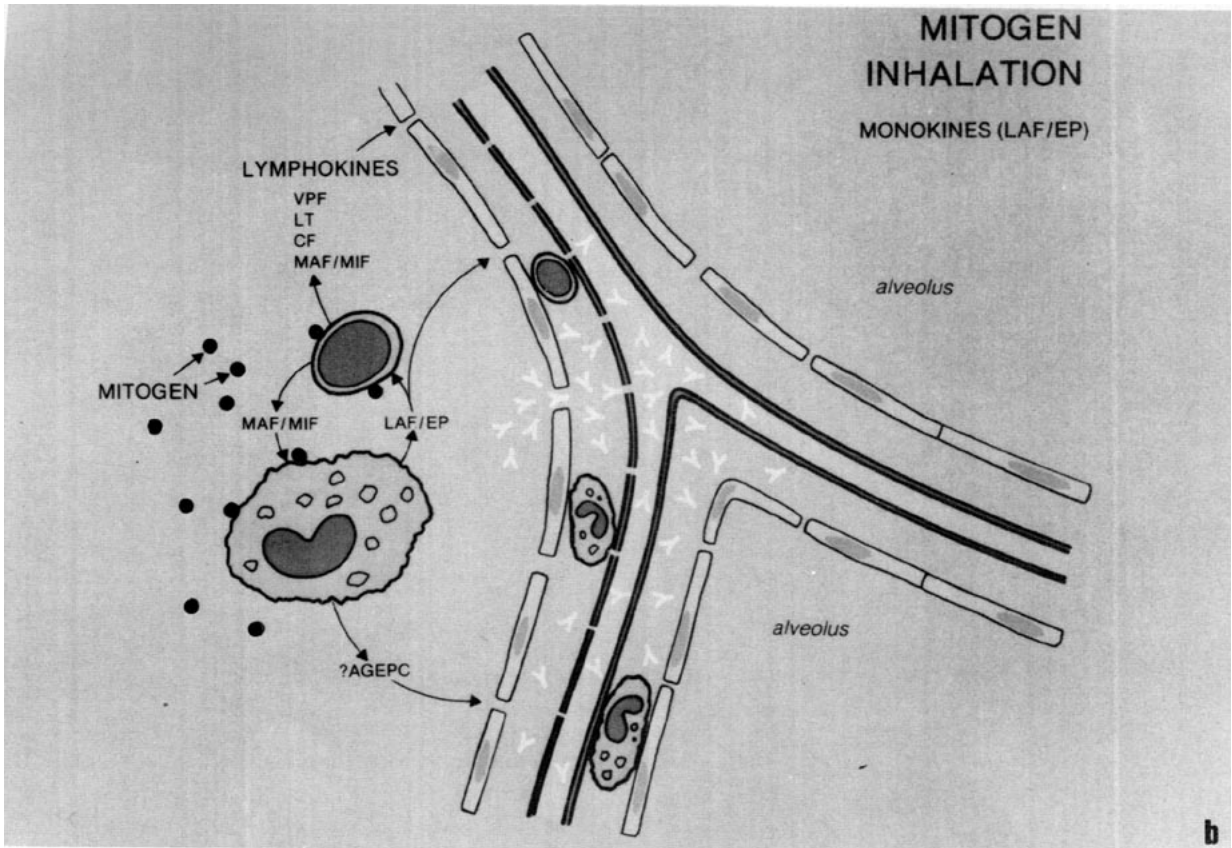 MITOGEN
INHALATION
MONOKINES (LAF/EP)
LYMPHOKINES
VPF
LT
CF
MAF/MIF
alveolus
MITOGEN
MAF/MIF
LAF/EP
alveolus
?AGEPC
b